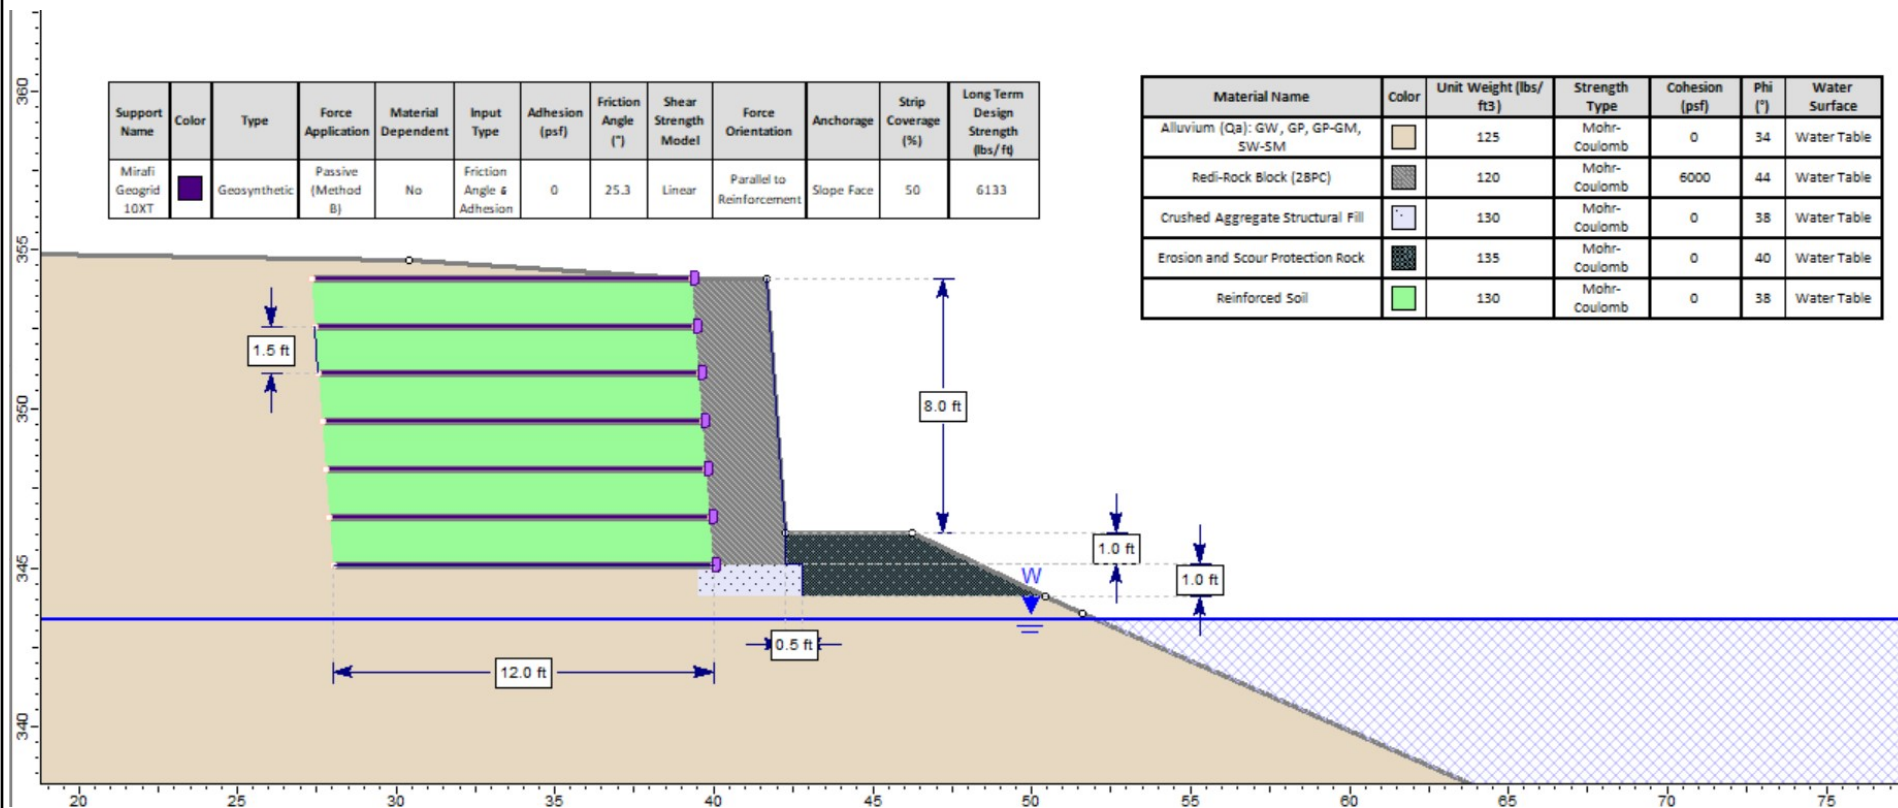 Support Name | Color | Type | Force Application | Material Dependent | Input Type | Adhesion (psf) | Friction Angle (°) | Shear Strength Model | Force Orientation | Anchorage | Strip Coverage (%) | Long Term Design Strength (lbs/ft)
Mirafi Geogrid 10XT | Geosynthetic | Passive (Method B) | No | Friction Angle & Adhesion | 0 | 25.3 | Linear | Parallel to Reinforcement | Slope Face | 50 | 6133
Material Name | Color | Unit Weight (lbs/ft3) | Strength Type | Cohesion (psf) | Phi (°) | Water Surface
Alluvium (Qa): GW, GP, GP-GM, SW-SM | 125 | Mohr-Coulomb | 0 | 34 | Water Table
Redi-Rock Block (28PC) | 120 | Mohr-Coulomb | 6000 | 44 | Water Table
Crushed Aggregate Structural Fill | 130 | Mohr-Coulomb | 0 | 38 | Water Table
Erosion and Scour Protection Rock | 135 | Mohr-Coulomb | 0 | 40 | Water Table
Reinforced Soil | 130 | Mohr-Coulomb | 0 | 38 | Water Table
360
355
350
345
340
1.5 ft
8.0 ft
1.0 ft
1.0 ft
W
0.5 ft
12.0 ft
20 25 30 35 40 45 50 55 60 65 70 75